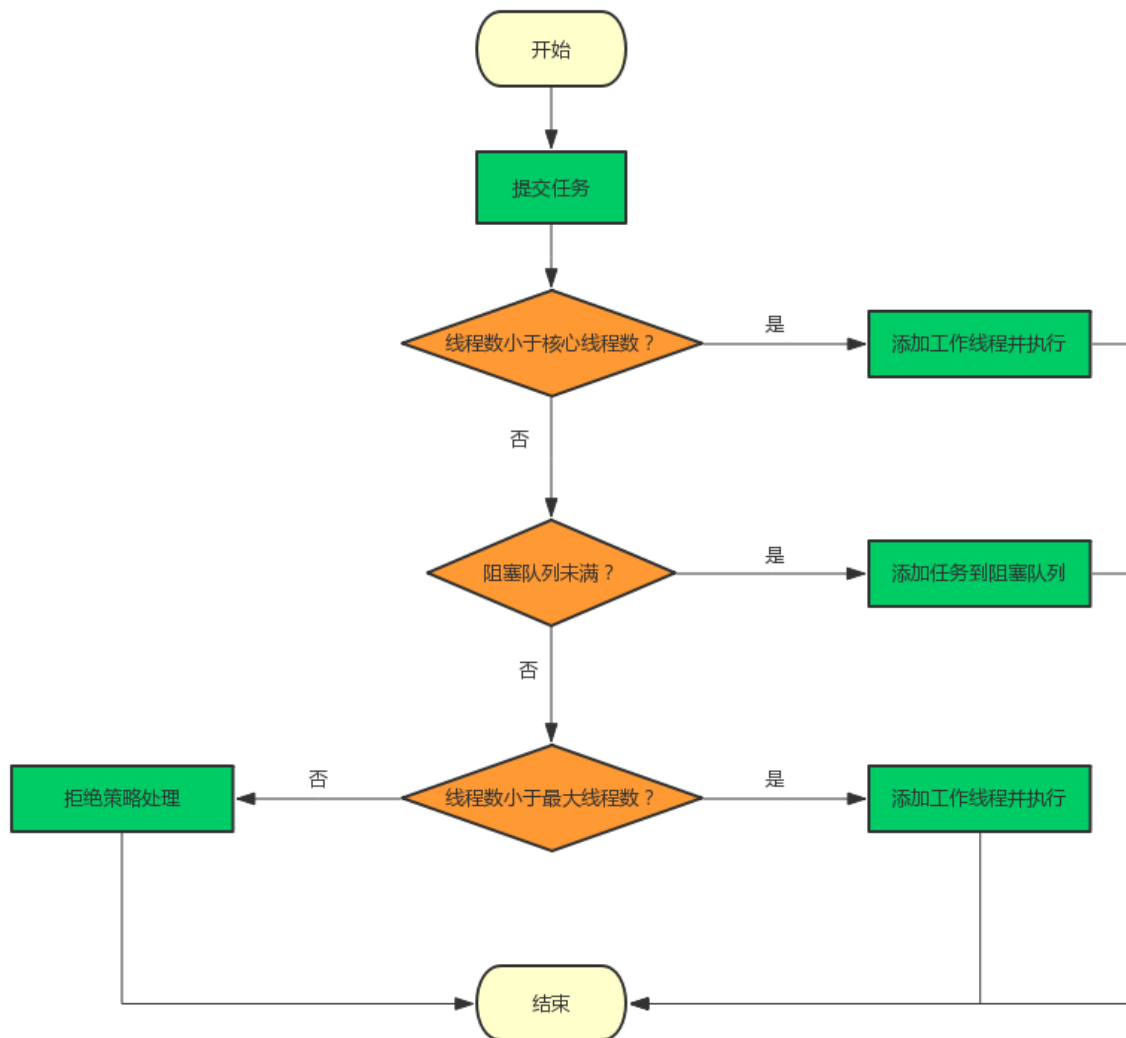 开始
提交任务
线程数小于核心线程数？
是
添加工作线程并执行
否
阻塞队列未满？
是
添加任务到阻塞队列
否
拒绝策略处理
否
线程数小于最大线程数？
是
添加工作线程并执行
结束